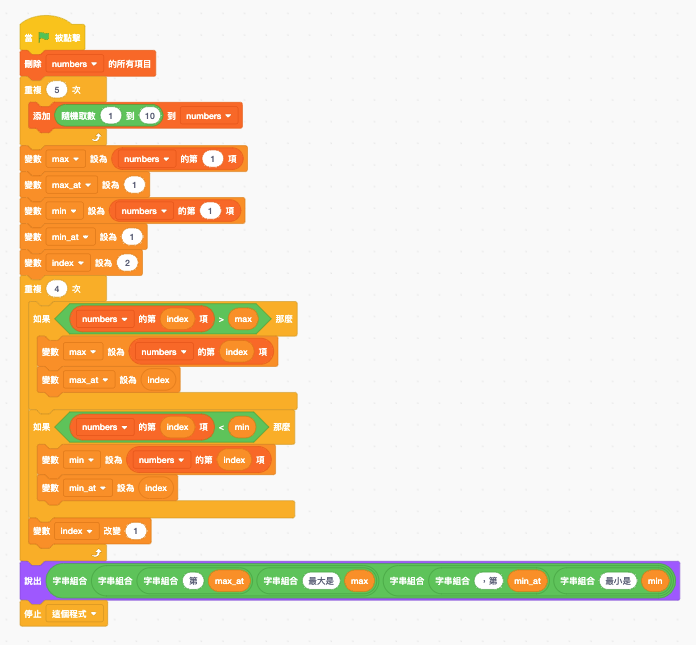 當 被點擊
刪除 numbers 的所有項目
重複 5 次
添加 隨機取數 1 到 10 到 numbers
變數 max 設為 numbers 的第 1 項
變數 max_at 設為 1
變數 min 設為 numbers 的第 1 項
變數 min_at 設為 1
變數 index 設為 2
重複 4 次
如果 numbers 的第 index 項 > max 那麼
變數 max 設為 numbers 的第 index 項
變數 max_at 設為 index
如果 numbers 的第 index 項 < min 那麼
變數 min 設為 numbers 的第 index 項
變數 min_at 設為 index
變數 index 改變 1
說出 字串組合 字串組合 字串組合 第 max_at 字串組合 最大是 max 字串組合 字串組合 ,第 min_at 字串組合 最小是 min
停止 這個程式